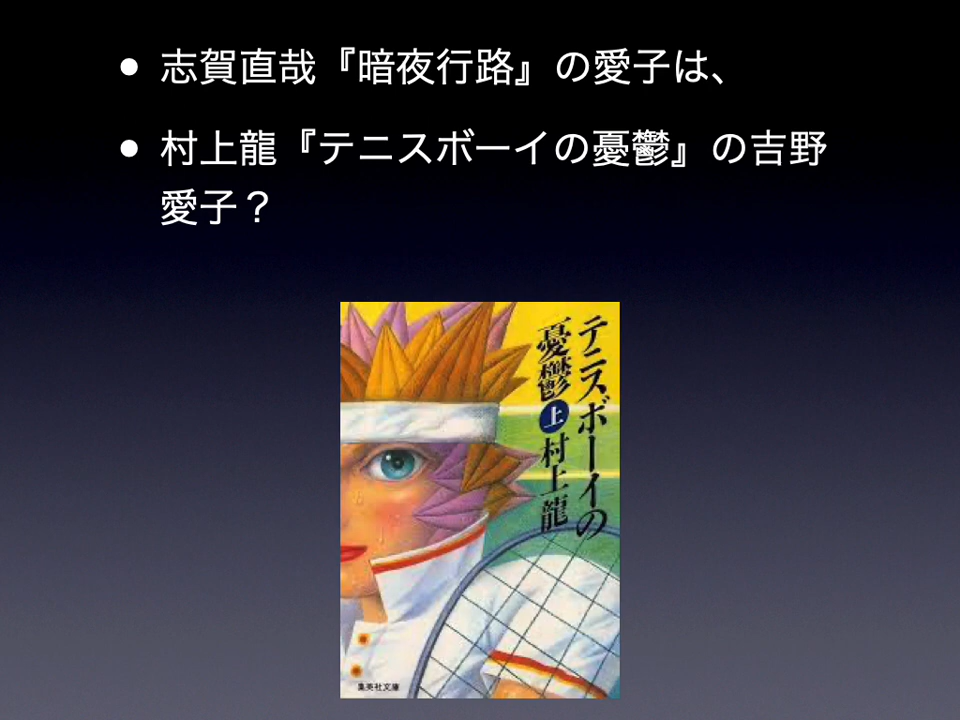 • 志賀直哉『暗夜行路』の愛子は、
• 村上龍『テニスボーイの憂鬱』の吉野
愛子？
テニスボーイの
憂鬱 上 村上龍
集英社文庫